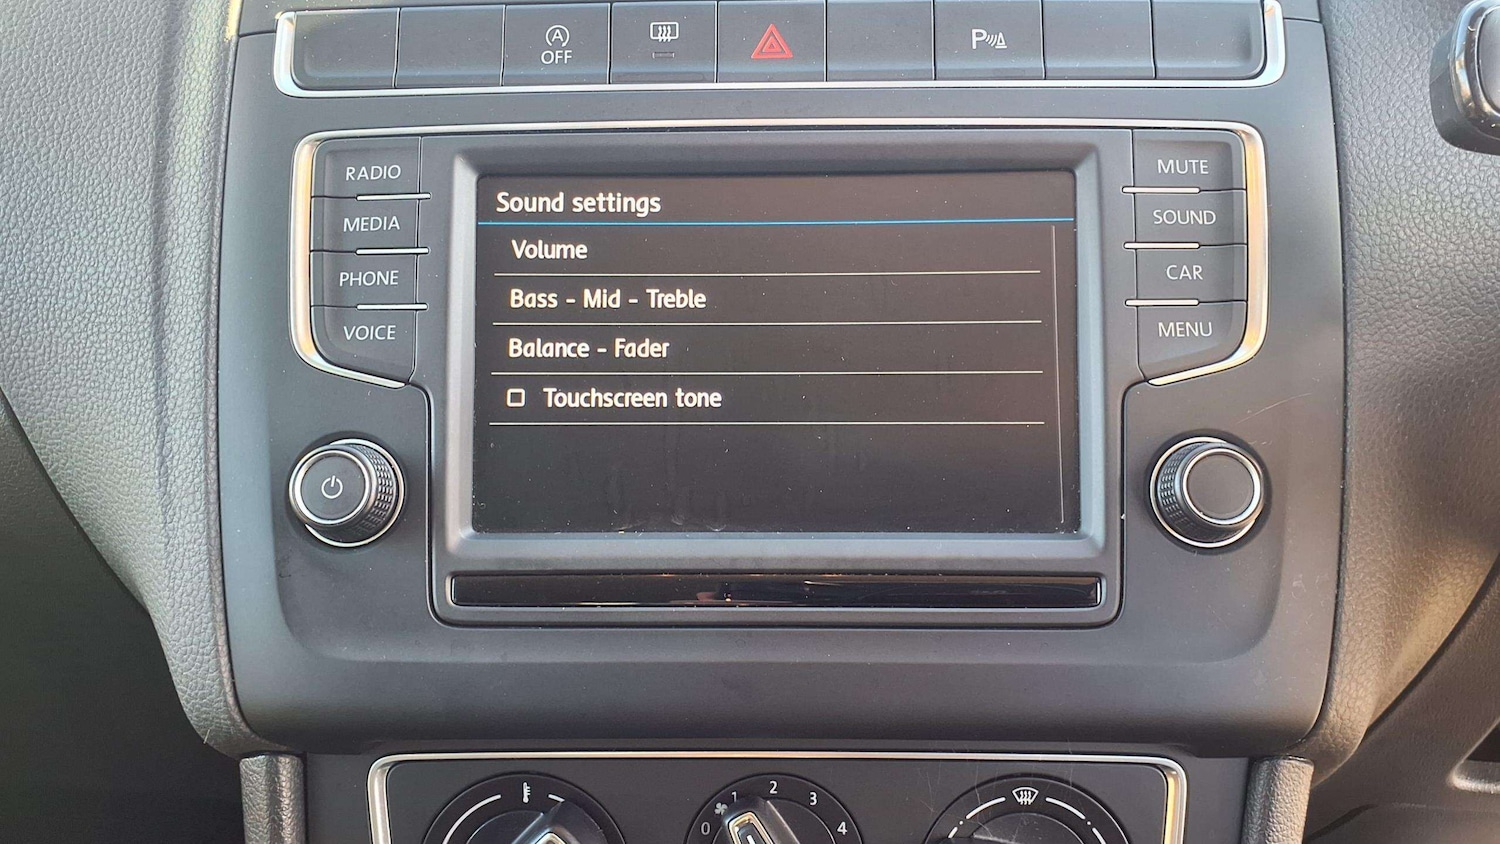 A
OFF
P
RADIO
MEDIA
PHONE
VOICE
Sound settings
Volume
Bass - Mid - Treble
Balance - Fader
Touchscreen tone
MUTE
SOUND
CAR
MENU
0 1 2 3 4